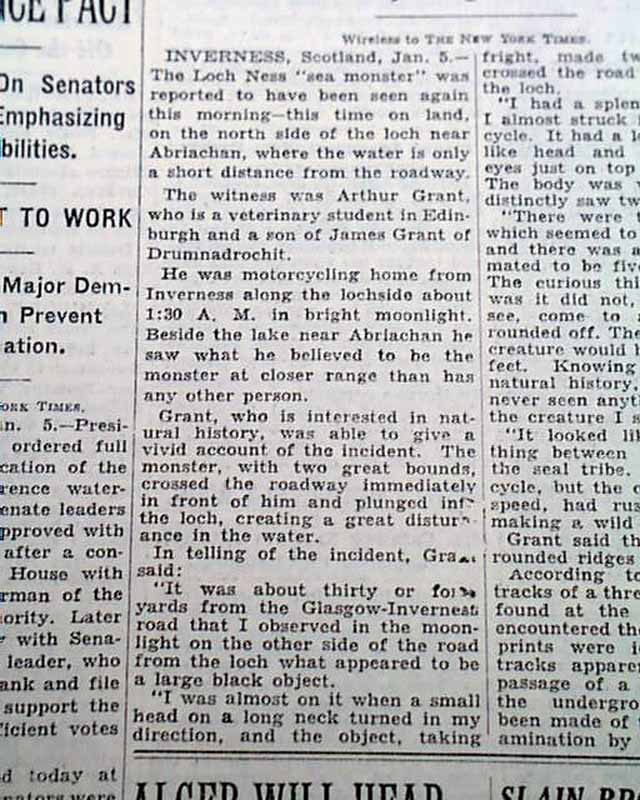 CE PACT
On Senators
Emphasizing
bilities.
T TO WORK
Major Dem-
n Prevent
ation.
ORK TIMES.
an. 5.—Presi-
ordered full
cation of the
rence water-
enate leaders
pproved with
after a con-
House with
rman of the
ority. Later
with Sena-
leader, who
ank and file
support the
ficient votes
d today at
nators were
Wireless to THE NEW YORK TIMES.
INVERNESS, Scotland, Jan. 5.—
The Loch Ness "sea monster" was
reported to have been seen again
this morning—this time on land,
on the north side of the loch near
Abriachan, where the water is only
a short distance from the roadway.
The witness was Arthur Grant,
who is a veterinary student in Edin-
burgh and a son of James Grant of
Drumnadrochit.
He was motorcycling home from
Inverness along the lochside about
1:30 A. M. in bright moonlight.
Beside the lake near Abriachan he
saw what he believed to be the
monster at closer range than has
any other person.
Grant, who is interested in nat-
ural history, was able to give a
vivid account of the incident. The
monster, with two great bounds,
crossed the roadway immediately
in front of him and plunged int
the loch, creating a great distur-
ance in the water.
In telling of the incident, Gra
said:
"It was about thirty or fo
yards from the Glasgow-Inverness
road that I observed in the moon-
light on the other side of the road
from the loch what appeared to be
a large black object.
"I was almost on it when a small
head on a long neck turned in my
direction, and the object, taking
fright, made tw
crossed the road
the loch.
"I had a splen
I almost struck i
cycle. It had a l
like head and
eyes just on top
The body was
distinctly saw tw
"There were
which seemed to
and there was a
mated to be five
The curious thi
was it did not,
see, come to a
rounded off. The
creature would b
feet. Knowing
natural history,
never seen anyt
the creature I s
"It looked li
thing between
the seal tribe.
cycle, but the c
speed, had rus
making a wild
Grant said th
rounded ridges
According to
tracks of a thre
found at the
encountered the
prints were i
tracks appare
passage of a
the undergro
been made of
amination by
ALGER WILL HEAD
SLAIN BR